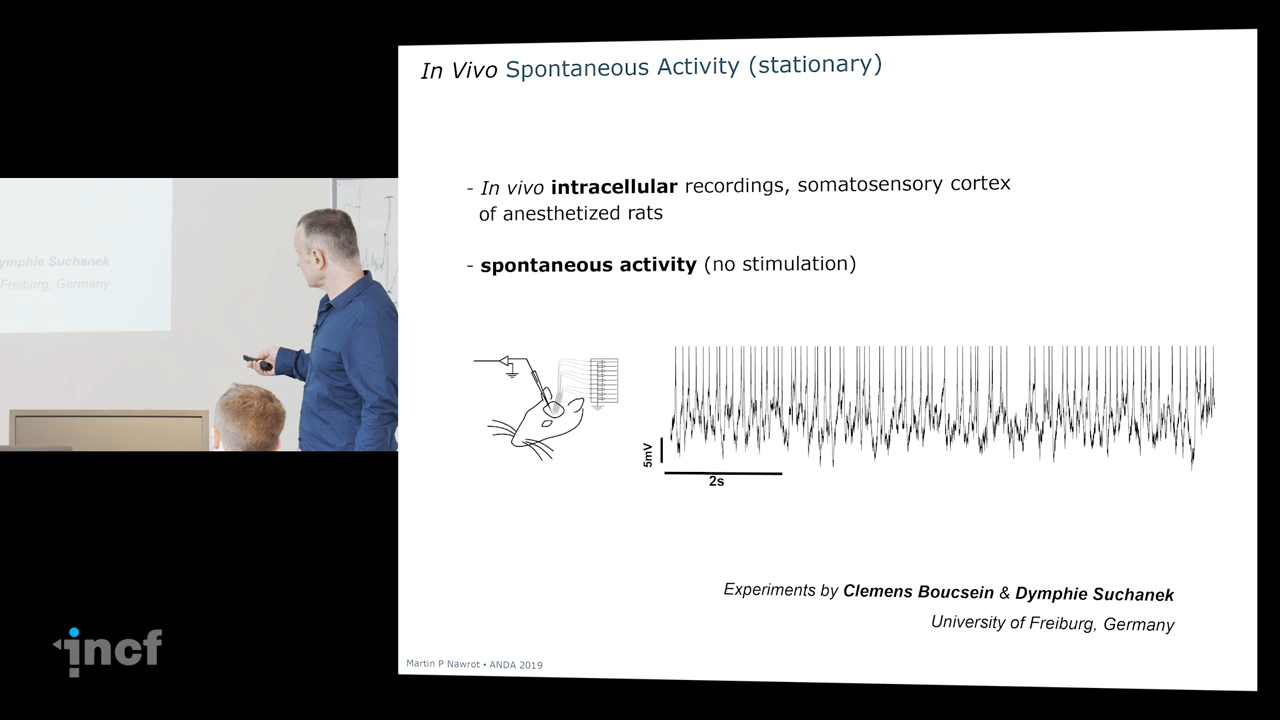 In Vivo Spontaneous Activity (stationary)
- In vivo intracellular recordings, somatosensory cortex
of anesthetized rats
- spontaneous activity (no stimulation)
5mV
2s
Experiments by Clemens Boucsein & Dymphie Suchanek
University of Freiburg, Germany
Martin P Nawrot • ANDA 2019
ymphie Suchanek
Freiburg, Germany
incf